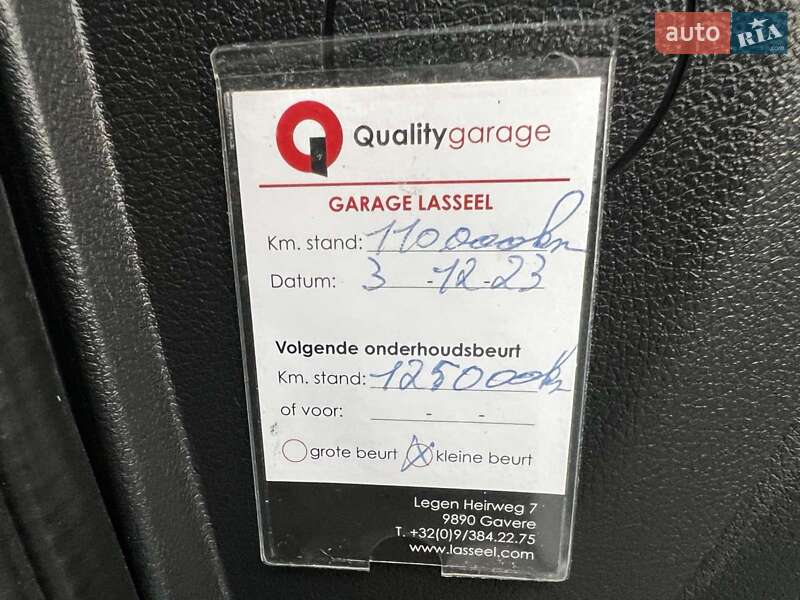 auto RIA
Qualitygarage
GARAGE LASSEEL
Km. stand: 110000km
Datum: 3 - 12 - 23
Volgende onderhoudsbeurt
Km. stand: 125000km
of voor: - -
grote beurt kleine beurt
Legen Heirweg 7
9890 Gavere
T. +32(0)9/384.22.75
www.lasseel.com